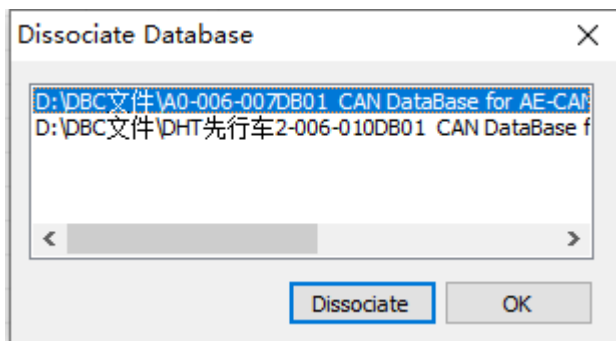 Dissociate Database
D:\DBC文件\A0-006-007DB01 CAN DataBase for AE-CAN
D:\DBC文件\DHT先行车2-006-010DB01 CAN DataBase f
Dissociate
OK